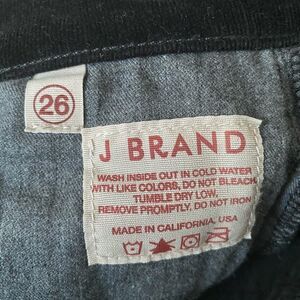 26
J BRAND
WASH INSIDE OUT IN COLD WATER
WITH LIKE COLORS, DO NOT BLEACH
TUMBLE DRY LOW,
REMOVE PROMPTLY, DO NOT IRON
MADE IN CALIFORNIA, USA